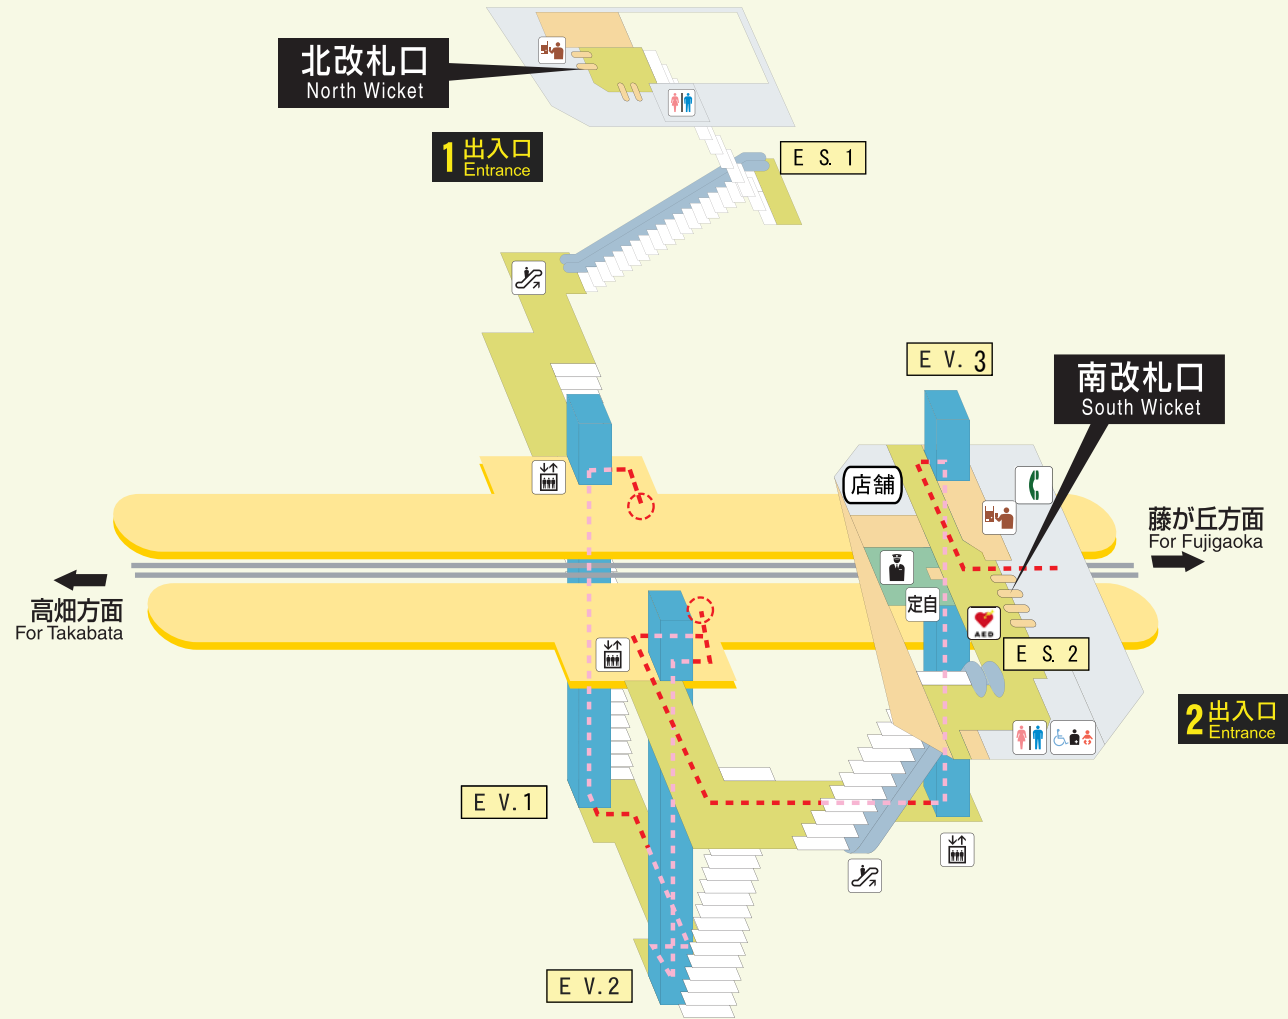 北改札口
North Wicket
1 出入口
Entrance
E S. 1
E V. 3
南改札口
South Wicket
店舗
藤が丘方面
For Fujigaoka
高畑方面
For Takabata
定自
AED
E S. 2
2 出入口
Entrance
E V. 1
E V. 2